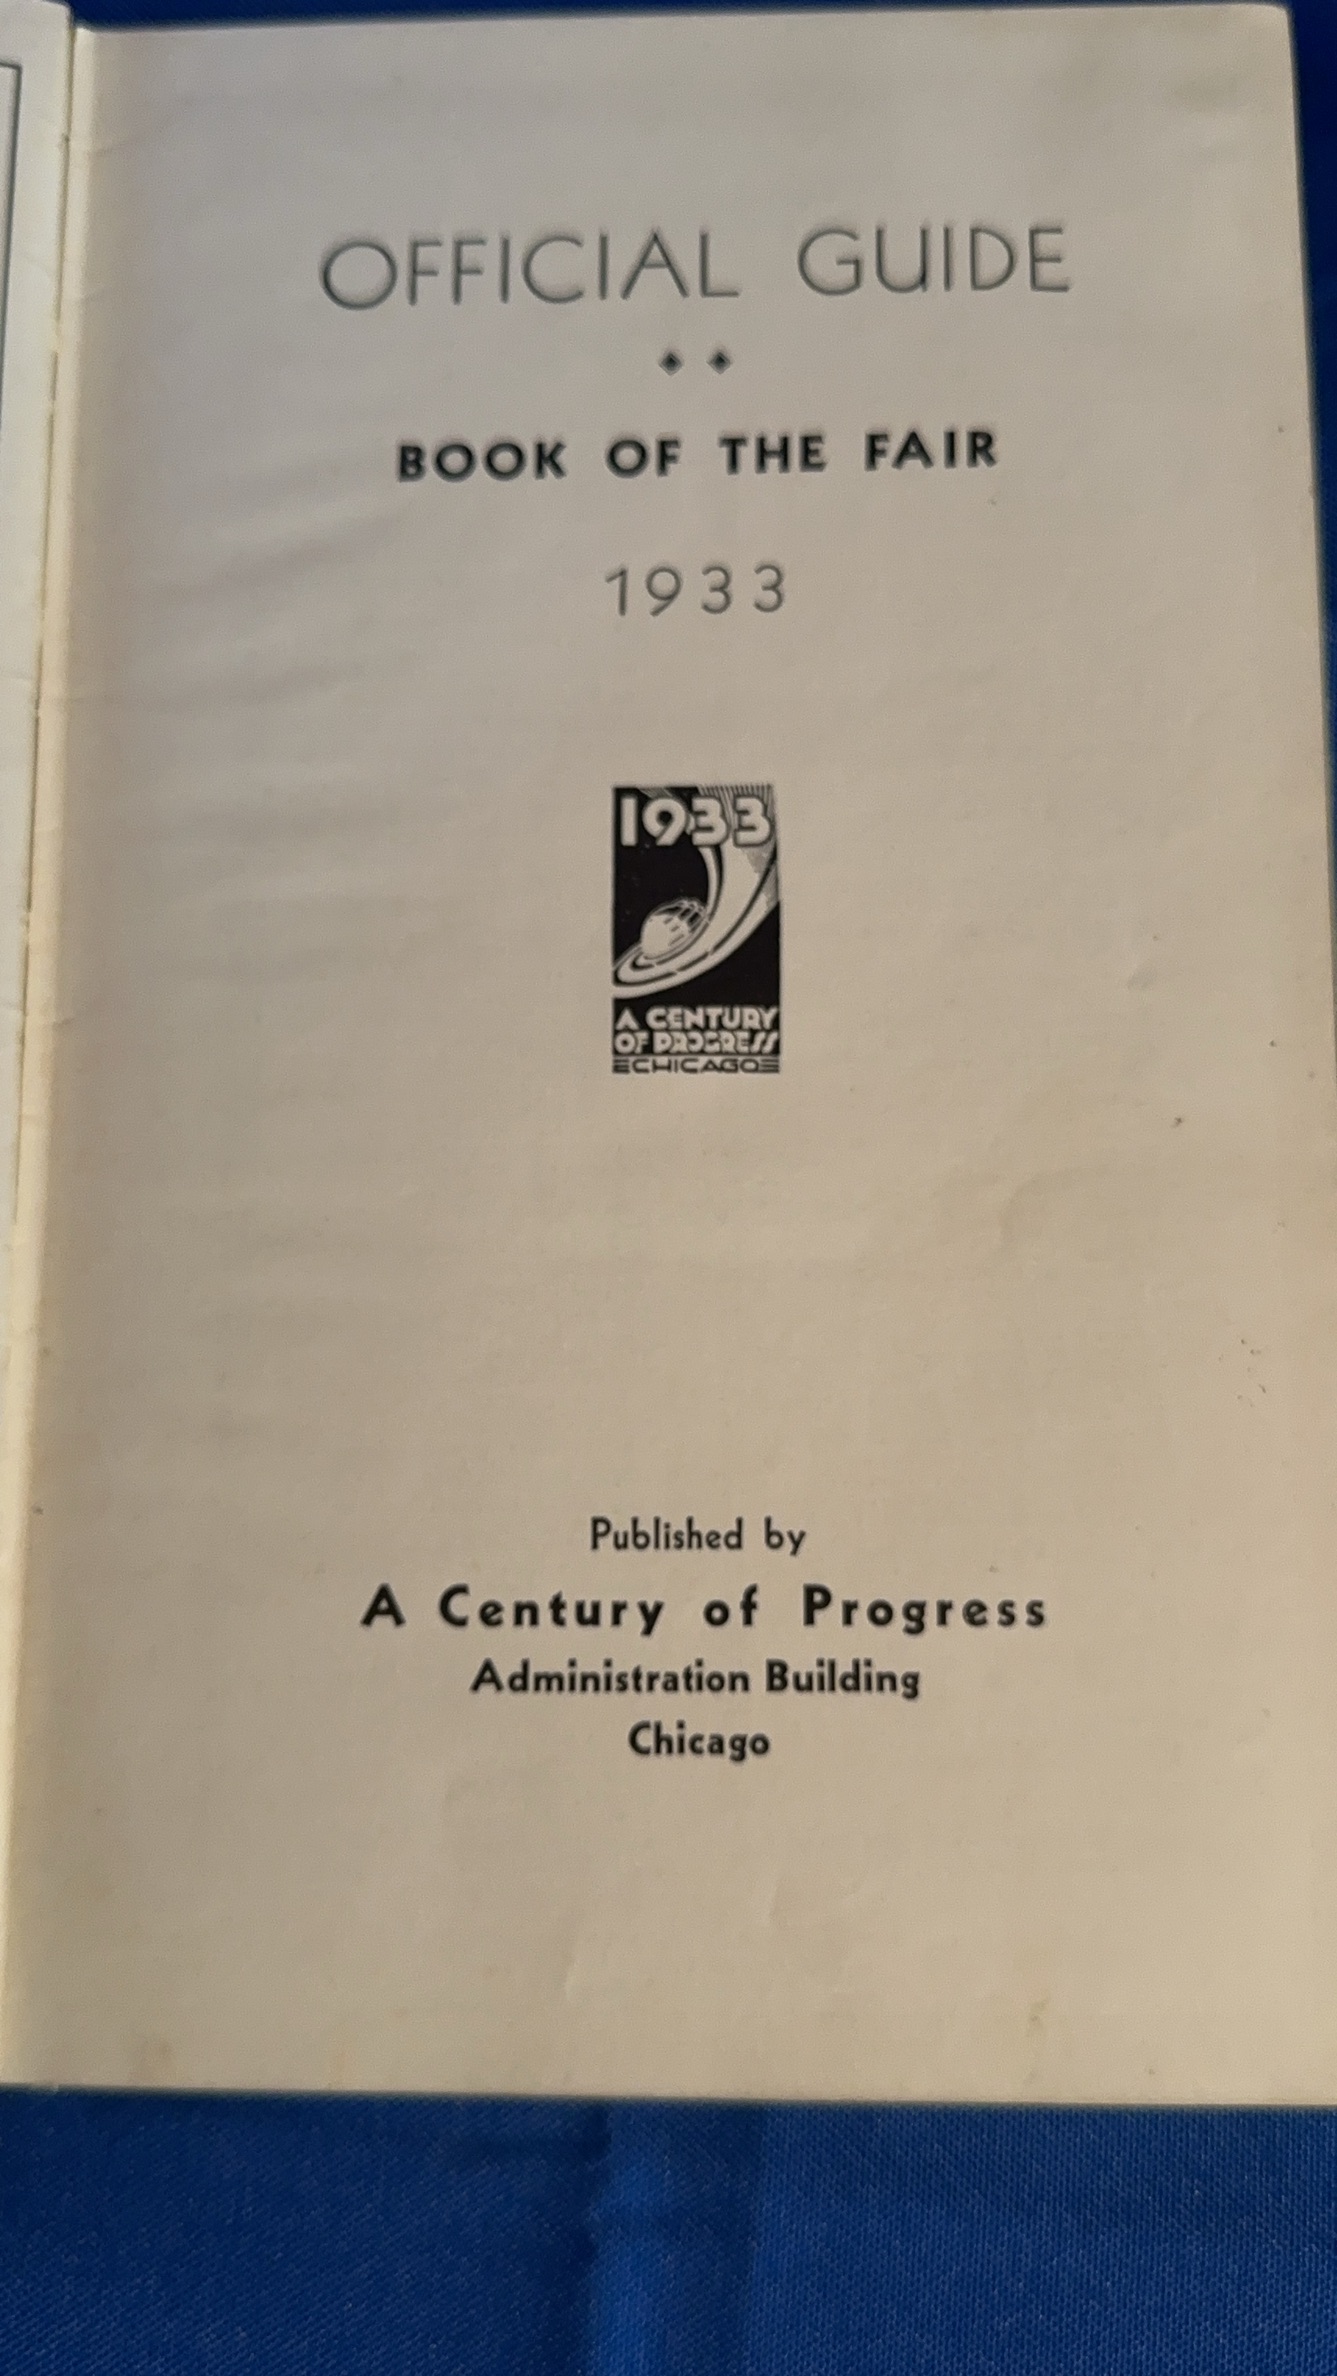 OFFICIAL GUIDE
BOOK OF THE FAIR
1933
1933
A CENTURY
OF PROGRESS
CHICAGO
Published by
A Century of Progress
Administration Building
Chicago